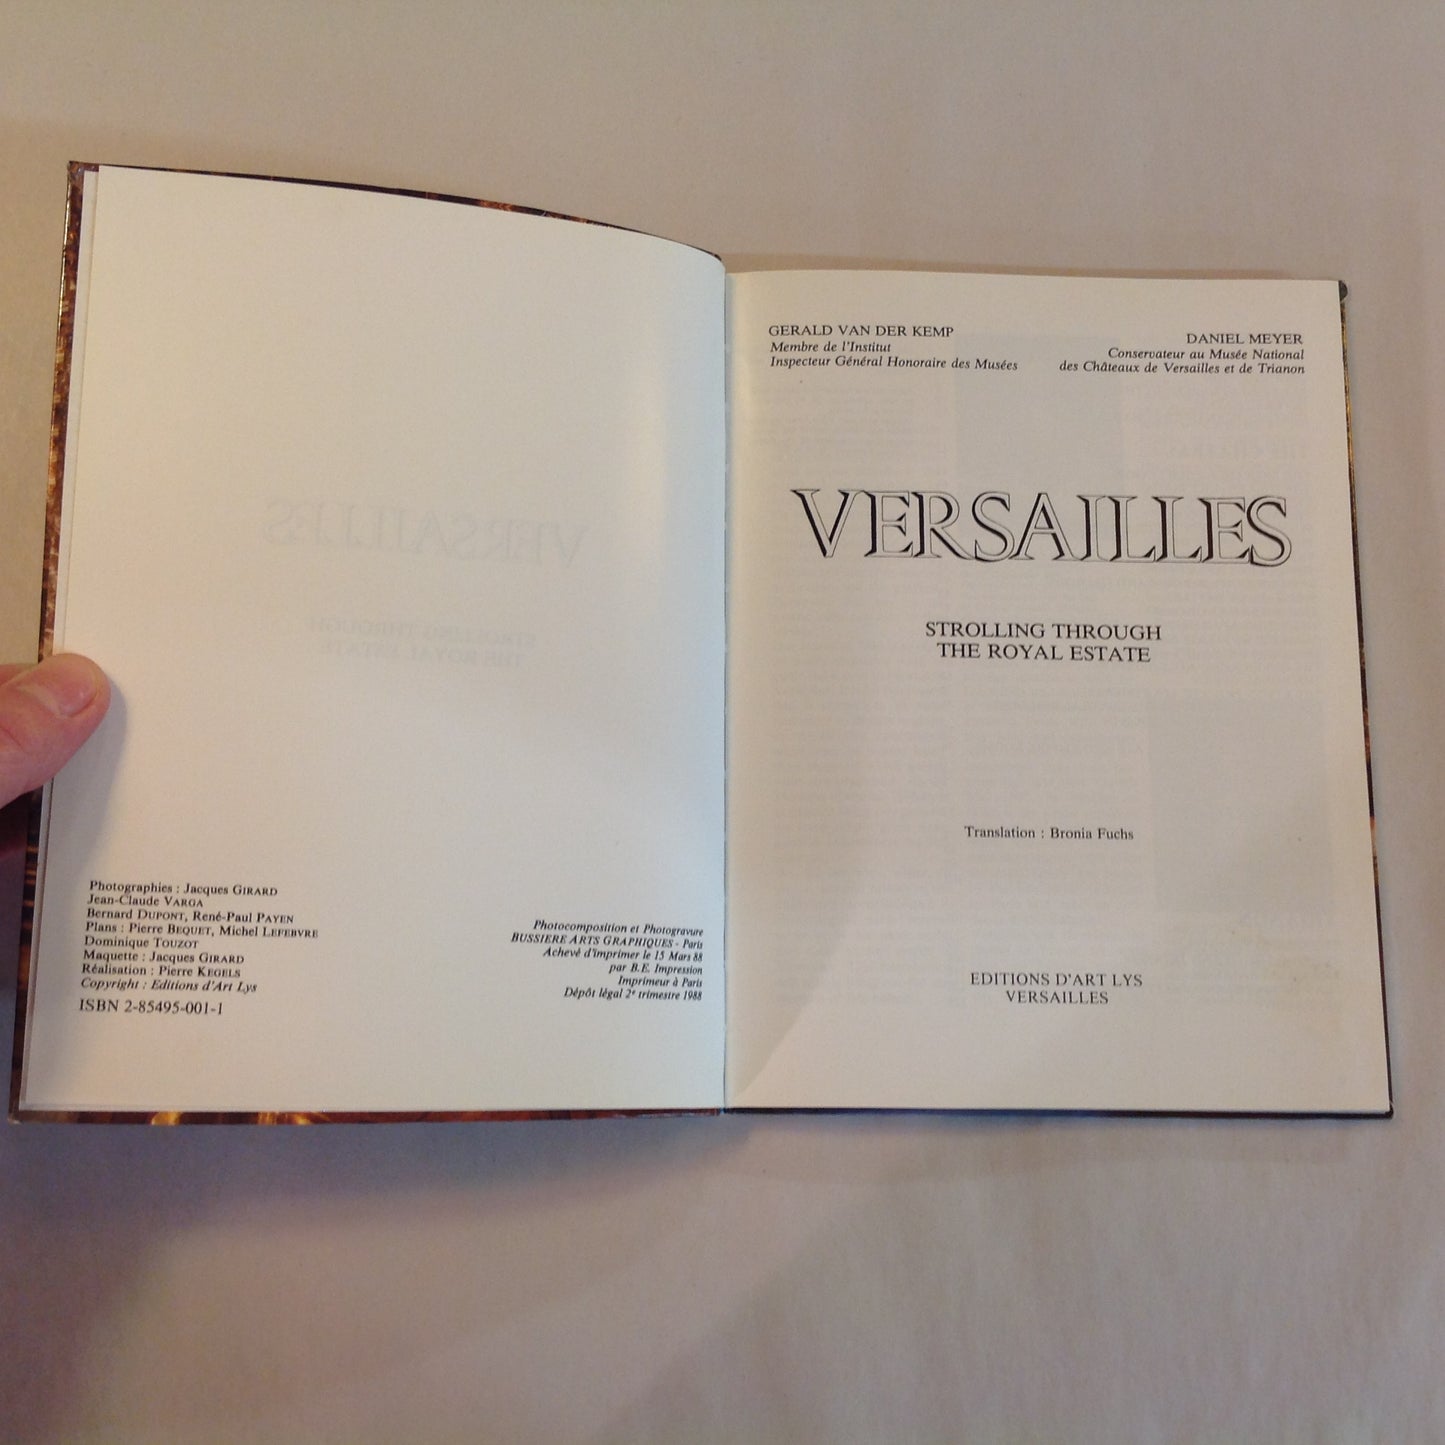 Photographies : Jacques GIRARD
Jean-Claude VARGA
Bernard DUPONT, René-Paul PAYEN
Plans : Pierre BEQUET, Michel LEFEBVRE
Dominique TOUZOT
Maquette : Jacques GIRARD
Réalisation : Pierre KEGELS
Copyright : Editions d'Art Lys
ISBN 2-85495-001-1
Photocomposition et Photogravure
BUSSIERE ARTS GRAPHIQUES - Paris
Achevé d'imprimer le 15 Mars 88
par B.E. Impression
Imprimeur à Paris
Dépôt légal 2e trimestre 1988
GERALD VAN DER KEMP
Membre de l'Institut
Inspecteur Général Honoraire des Musées
DANIEL MEYER
Conservateur au Musée National
des Châteaux de Versailles et de Trianon
VERSAILLES
STROLLING THROUGH
THE ROYAL ESTATE
Translation : Bronia Fuchs
EDITIONS D'ART LYS
VERSAILLES